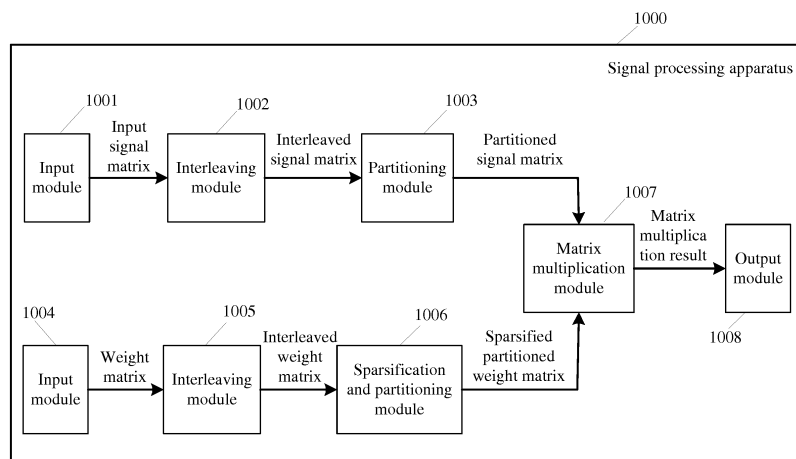 1000
Signal processing apparatus
1001
Input
module
Input
signal
matrix
1002
Interleaving
module
Interleaved
signal matrix
1003
Partitioning
module
Partitioned
signal matrix
1007
Matrix
multiplication
module
Matrix
multiplica
tion result
Output
module
1008
1004
Input
module
Weight
matrix
1005
Interleaving
module
Interleaved
weight
matrix
1006
Sparsification
and partitioning
module
Sparsified
partitioned
weight matrix